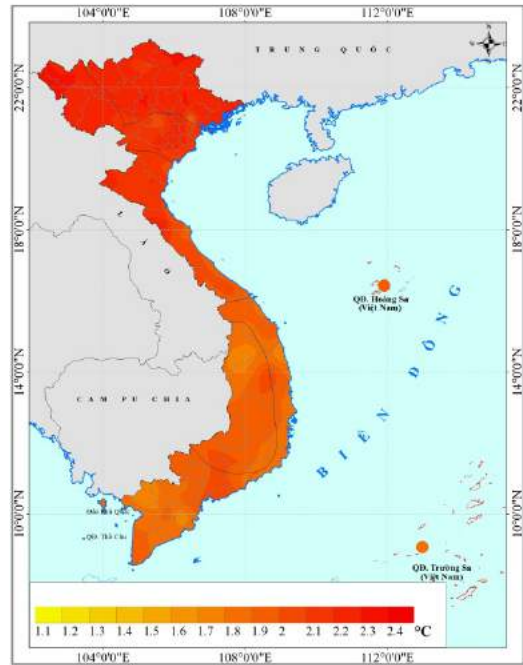 104°0'0"E 108°0'0"E 112°0'0"E
TRUNG QUỐC
22°0'0"N 22°0'0"N
18°0'0"N 18°0'0"N
LÀO
QĐ. Hoàng Sa
(Việt Nam)
BIỂN ĐÔNG
14°0'0"N 14°0'0"N
CAM PU CHIA
10°0'0"N 10°0'0"N
QĐ. Trường Sa
(Việt Nam)
1.1 1.2 1.3 1.4 1.5 1.6 1.7 1.8 1.9 2 2.1 2.2 2.3 2.4 °C
104°0'0"E 108°0'0"E 112°0'0"E